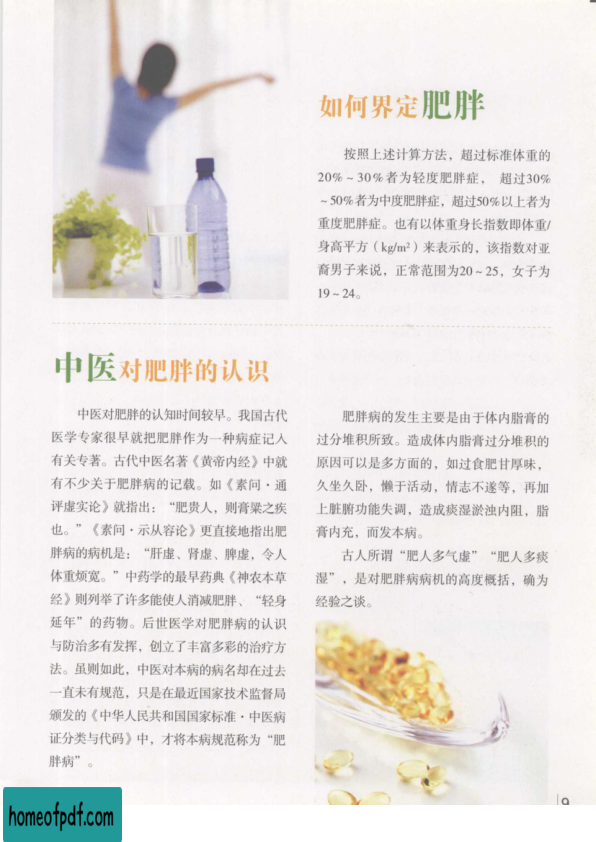 如何界定肥胖
按照上述计算方法，超过标准体重的
20%～30%者为轻度肥胖症， 超过30%
～50%者为中度肥胖症，超过50%以上者为
重度肥胖症。也有以体重身长指数即体重/
身高平方（kg/m²）来表示的，该指数对亚
裔男子来说，正常范围为20～25，女子为
19～24。
中医对肥胖的认识
中医对肥胖的认知时间较早。我国古代
医学专家很早就把肥胖作为一种病症记入
有关专著。古代中医名著《黄帝内经》中就
有不少关于肥胖病的记载。如《素问·通
评虚实论》就指出：“肥贵人，则膏粱之疾
也。”《素问·示从容论》更直接地指出肥
胖病的病机是：“肝虚、肾虚、脾虚，令人
体重烦宽。”中药学的最早药典《神农本草
经》则列举了许多能使人消减肥胖、“轻身
延年”的药物。后世医学对肥胖病的认识
与防治多有发挥，创立了丰富多彩的治疗方
法。虽则如此，中医对本病的病名却在过去
一直未有规范，只是在最近国家技术监督局
颁发的《中华人民共和国国家标准·中医病
证分类与代码》中，才将本病规范称为“肥
胖病”。
肥胖病的发生主要是由于体内脂膏的
过分堆积所致。造成体内脂膏过分堆积的
原因可以是多方面的，如过食肥甘厚味，
久坐久卧，懒于活动，情志不遂等，再加
上脏腑功能失调，造成痰湿淤浊内阻，脂
膏内充，而发本病。
古人所谓“肥人多气虚”“肥人多痰
湿”，是对肥胖病病机的高度概括，确为
经验之谈。
9
homeofpdf.com